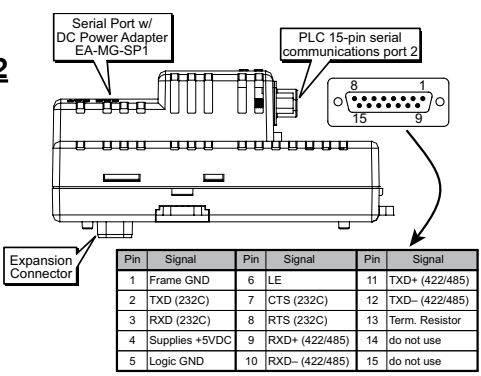 2
Serial Port w/
DC Power Adapter
EA-MG-SP1
PLC 15-pin serial
communications port 2
8 1
15 9
Expansion
Connector
Pin Signal Pin Signal Pin Signal
1 Frame GND 6 LE 11 TXD+ (422/485)
2 TXD (232C) 7 CTS (232C) 12 TXD– (422/485)
3 RXD (232C) 8 RTS (232C) 13 Term. Resistor
4 Supplies +5VDC 9 RXD+ (422/485) 14 do not use
5 Logic GND 10 RXD– (422/485) 15 do not use